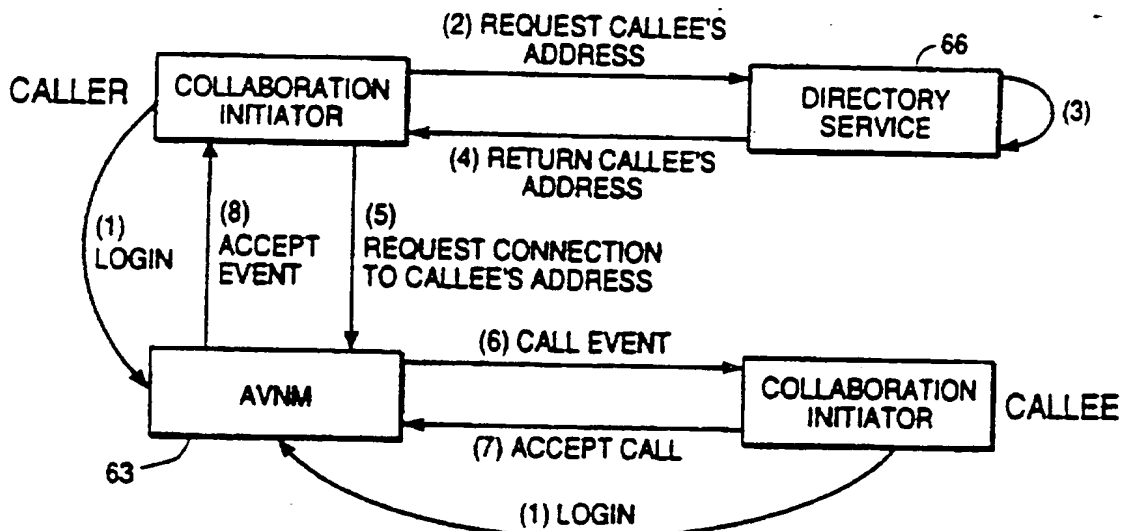 (2) REQUEST CALLEE'S
ADDRESS
66
CALLER
COLLABORATION
INITIATOR
DIRECTORY
SERVICE
(3)
(4) RETURN CALLEE'S
ADDRESS
(1)
LOGIN
(8)
ACCEPT
EVENT
(5)
REQUEST CONNECTION
TO CALLEE'S ADDRESS
(6) CALL EVENT
AVNM
COLLABORATION
INITIATOR
CALLEE
(7) ACCEPT CALL
63
(1) LOGIN